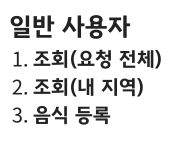 일반 사용자
1. 조회(요청 전체)
2. 조회(내 지역)
3. 음식 등록